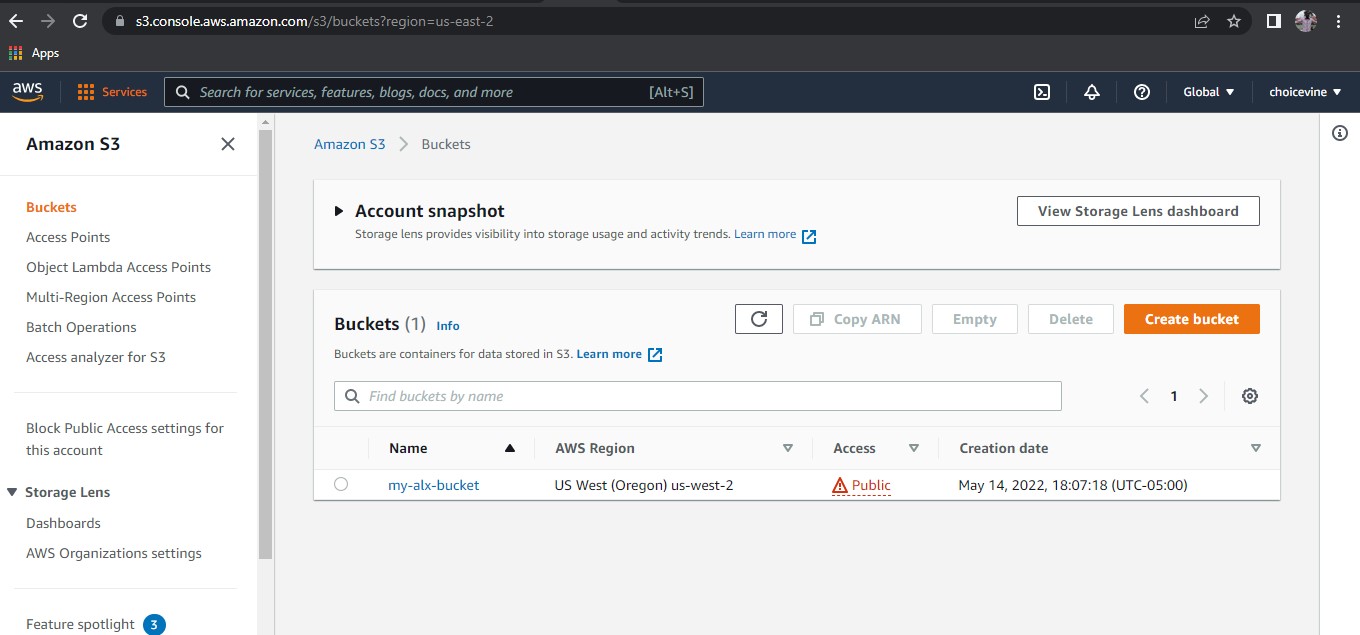 s3.console.aws.amazon.com/s3/buckets?region=us-east-2
Apps
aws
Services
Search for services, features, blogs, docs, and more [Alt+S]
Global
choicevine
Amazon S3
Buckets
Access Points
Object Lambda Access Points
Multi-Region Access Points
Batch Operations
Access analyzer for S3
Block Public Access settings for
this account
Storage Lens
Dashboards
AWS Organizations settings
Feature spotlight 3
Amazon S3 > Buckets
Account snapshot
View Storage Lens dashboard
Storage lens provides visibility into storage usage and activity trends. Learn more
Buckets (1) Info
Copy ARN
Empty
Delete
Create bucket
Buckets are containers for data stored in S3. Learn more
Find buckets by name
1
Name AWS Region Access Creation date
my-alx-bucket US West (Oregon) us-west-2 Public May 14, 2022, 18:07:18 (UTC-05:00)